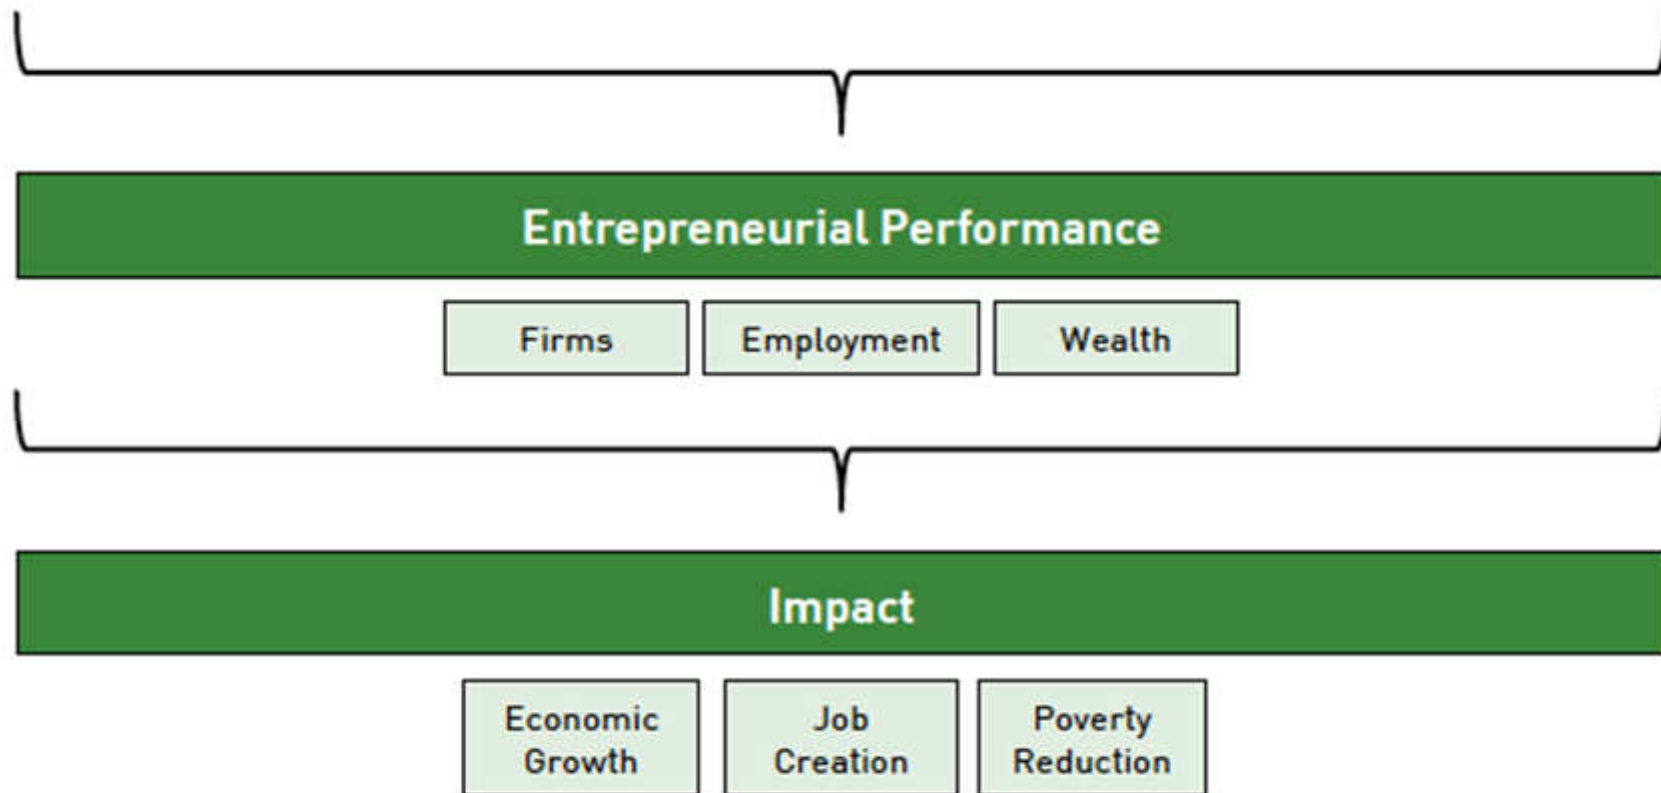 Entrepreneurial Performance
Firms
Employment
Wealth
Impact
Economic
Growth
Job
Creation
Poverty
Reduction